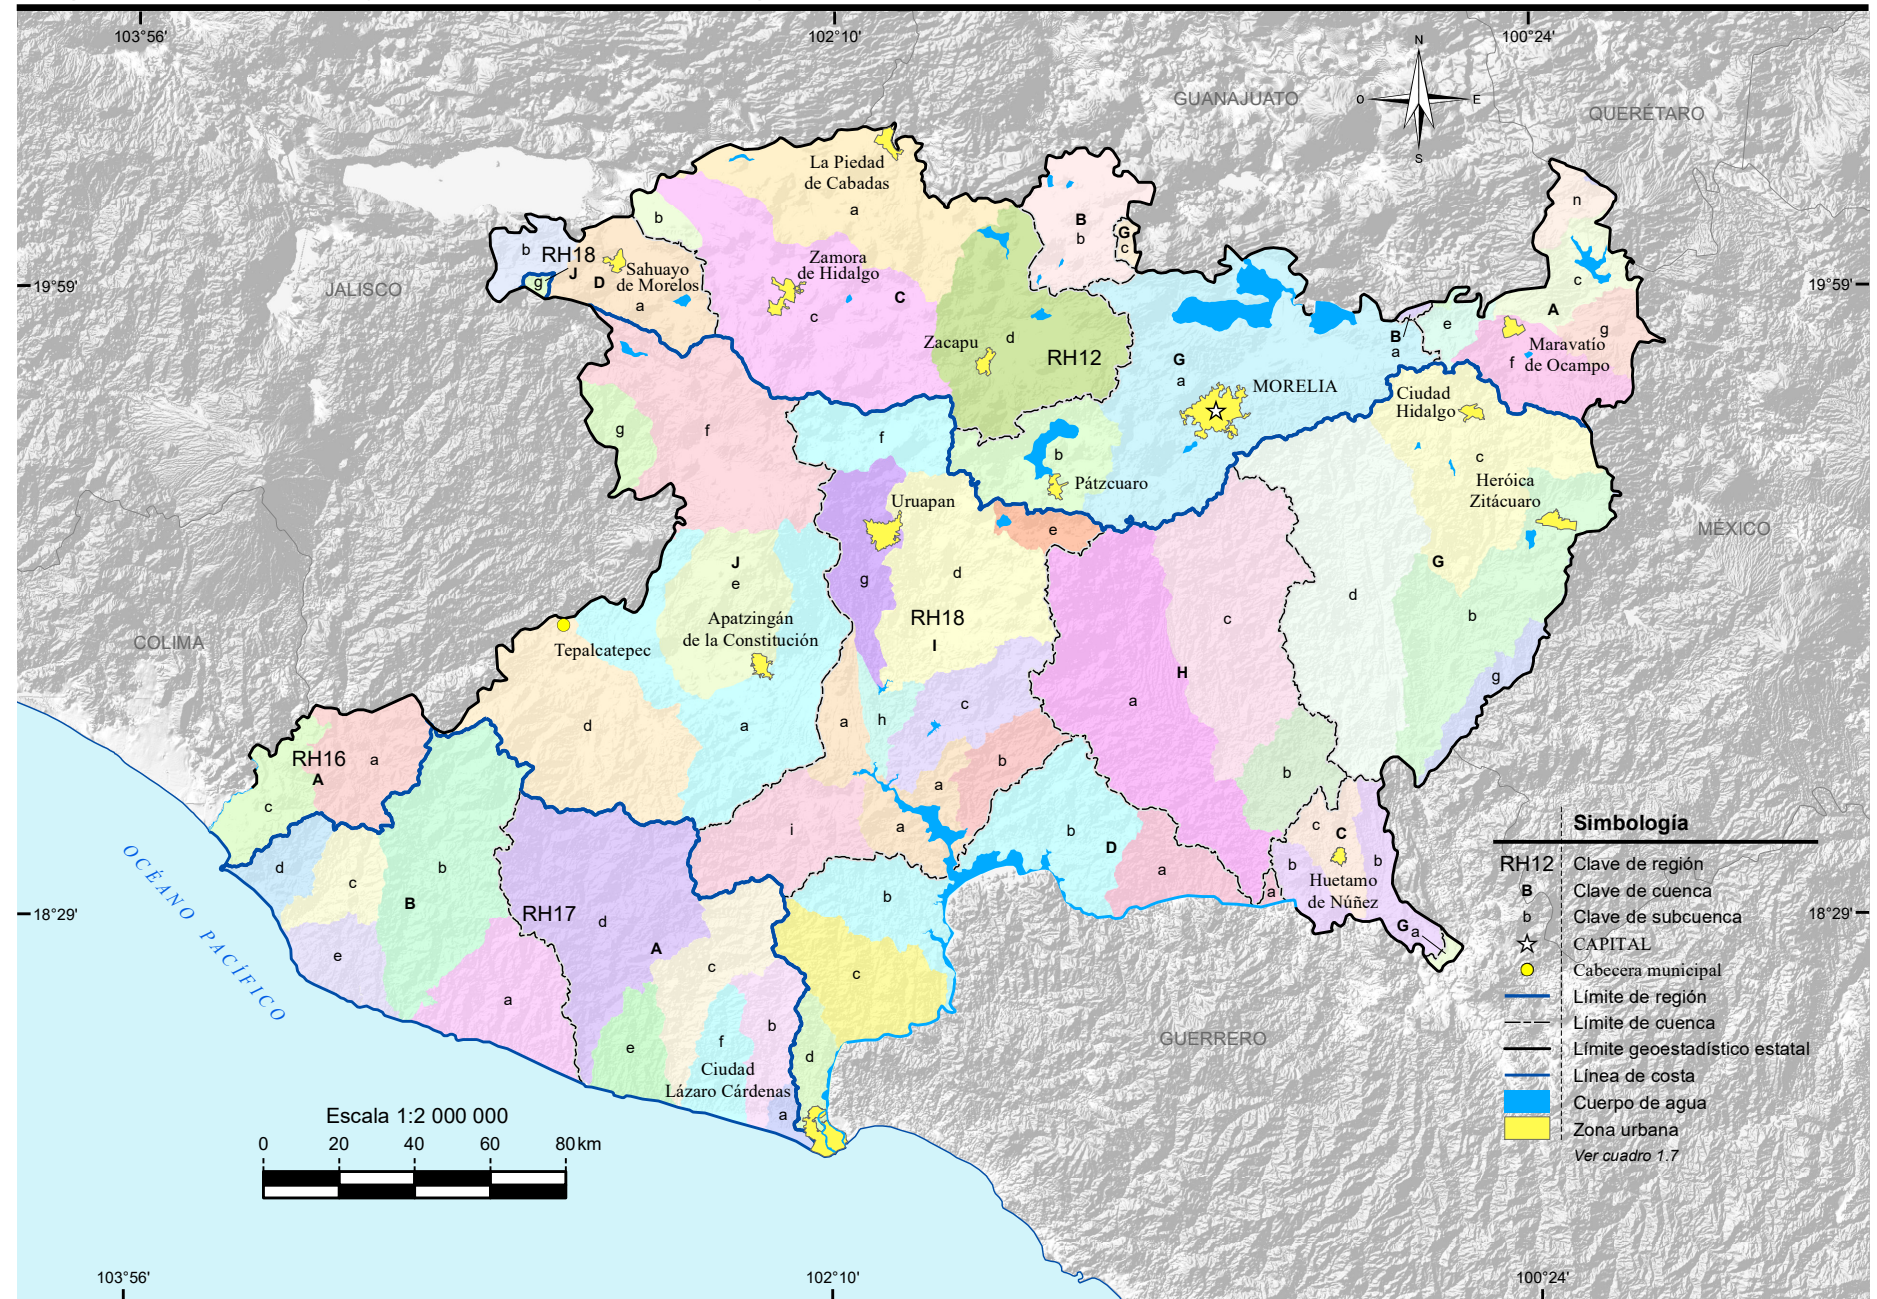 103°56'
102°10'
100°24'
N
O
E
S
GUANAJUATO
QUERÉTARO
La Piedad
de Cabadas
a
b
n
B
b
G
c
b
RH18
J
D
g
Sahuayo
de Morelos
a
Zamora
de Hidalgo
C
c
c
JALISCO
19°59'
19°59'
A
e
g
B
a
Maravatío
de Ocampo
f
Zacapu
d
RH12
G
a
MORELIA
Ciudad
Hidalgo
c
g
f
f
b
Pátzcuaro
Heróica
Zitácuaro
Uruapan
MÉXICO
e
J
e
g
d
G
d
c
b
RH18
I
Apatzingán
de la Constitución
COLIMA
Tepalcatepec
H
g
a
c
a
h
d
a
RH16
A
a
b
b
a
c
i
a
b
D
a
c
C
b
b
a
Huetamo
de Núñez
d
c
b
b
B
RH17
d
18°29'
18°29'
G
a
A
c
c
e
a
b
f
e
d
a
OCÉANO PACÍFICO
GUERRERO
Ciudad
Lázaro Cárdenas
Simbología
RH12 Clave de región
B Clave de cuenca
b Clave de subcuenca
CAPITAL
Cabecera municipal
Límite de región
Límite de cuenca
Límite geoestadístico estatal
Línea de costa
Cuerpo de agua
Zona urbana
Ver cuadro 1.7
Escala 1:2 000 000
0 20 40 60 80 km
103°56'
102°10'
100°24'